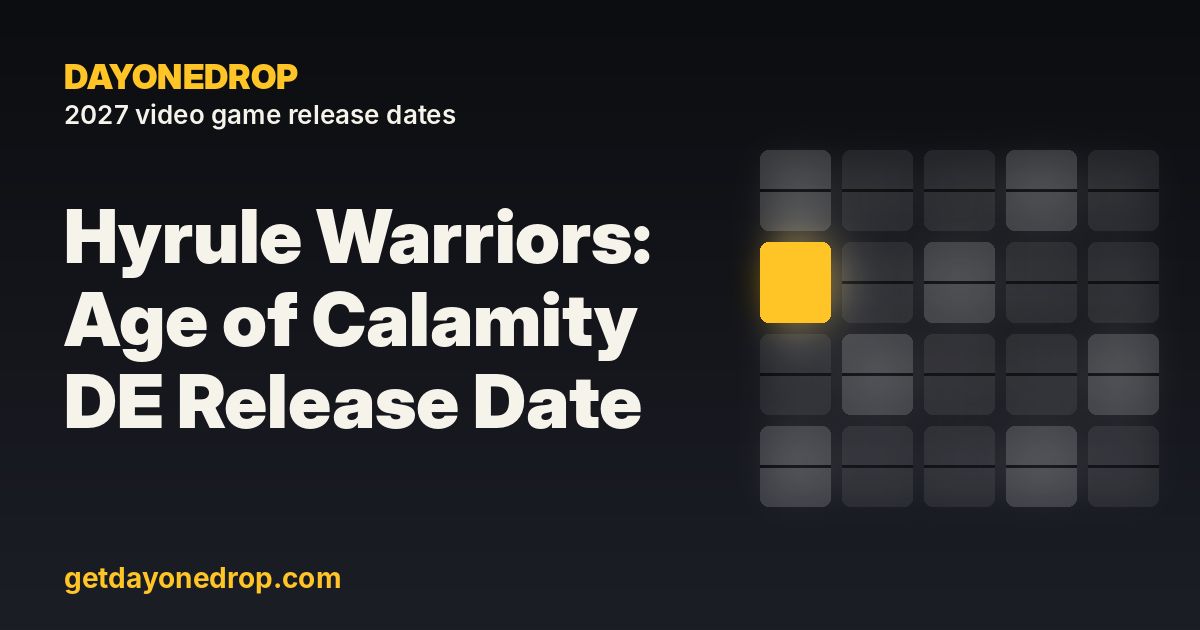 DAYONEDROP
2027 video game release dates
Hyrule Warriors:
Age of Calamity
DE Release Date
getdayonedrop.com